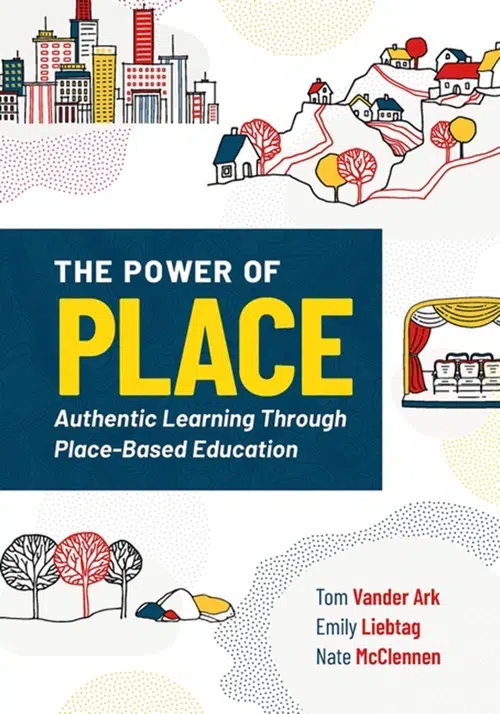 THE POWER OF
PLACE
Authentic Learning Through
Place-Based Education
Tom Vander Ark
Emily Liebtag
Nate McClennen